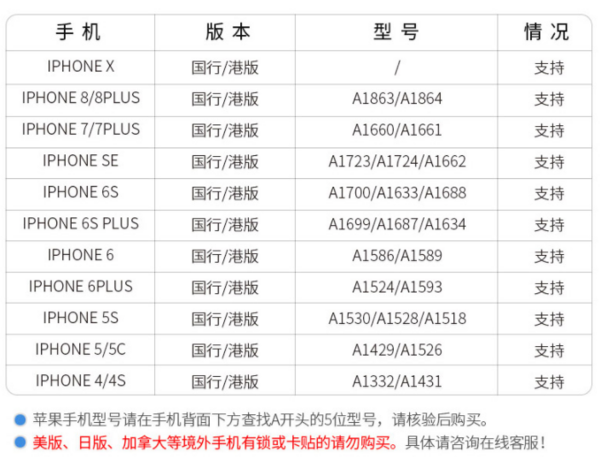 手机 版本 型号 情况
IPHONE X 国行/港版 / 支持
IPHONE 8/8PLUS 国行/港版 A1863/A1864 支持
IPHONE 7/7PLUS 国行/港版 A1660/A1661 支持
IPHONE SE 国行/港版 A1723/A1724/A1662 支持
IPHONE 6S 国行/港版 A1700/A1633/A1688 支持
IPHONE 6S PLUS 国行/港版 A1699/A1687/A1634 支持
IPHONE 6 国行/港版 A1586/A1589 支持
IPHONE 6PLUS 国行/港版 A1524/A1593 支持
IPHONE 5S 国行/港版 A1530/A1528/A1518 支持
IPHONE 5/5C 国行/港版 A1429/A1526 支持
IPHONE 4/4S 国行/港版 A1332/A1431 支持
苹果手机型号请在手机背面下方查找A开头的5位型号，请核验后购买。
美版、日版、加拿大等境外手机有锁或卡贴的请勿购买。具体请咨询在线客服！